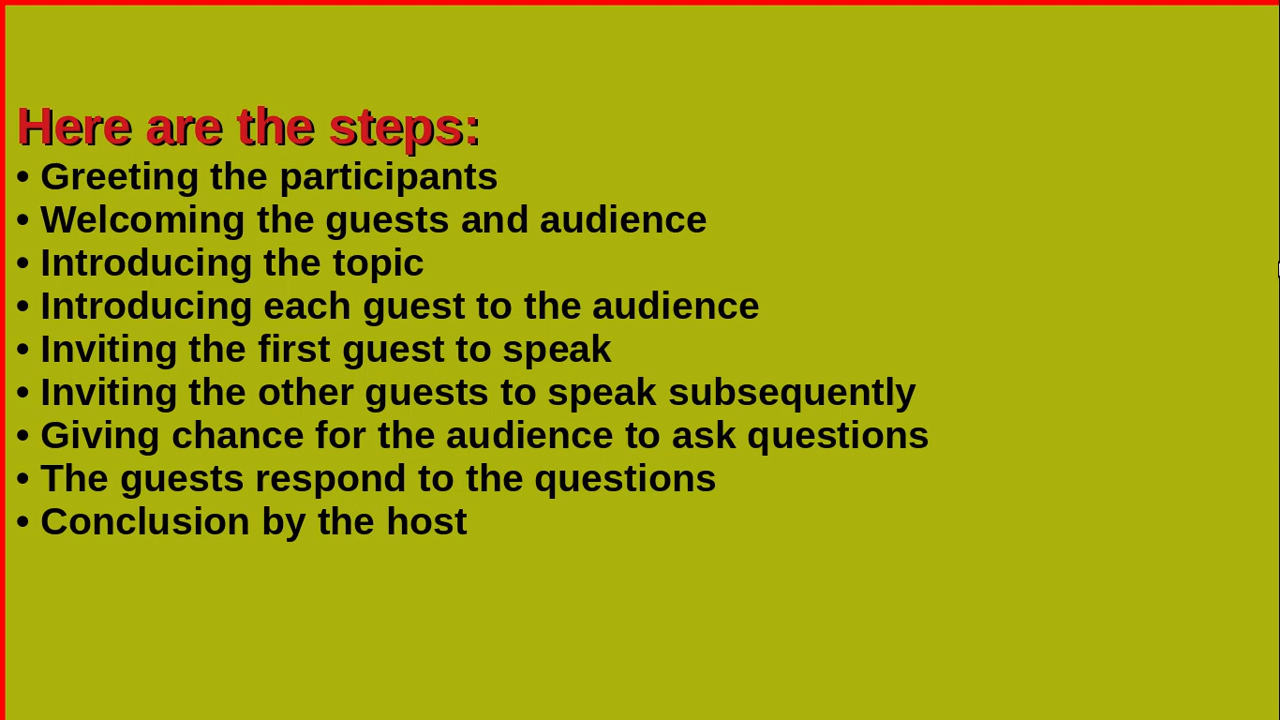 Here are the steps:
• Greeting the participants
• Welcoming the guests and audience
• Introducing the topic
• Introducing each guest to the audience
• Inviting the first guest to speak
• Inviting the other guests to speak subsequently
• Giving chance for the audience to ask questions
• The guests respond to the questions
• Conclusion by the host